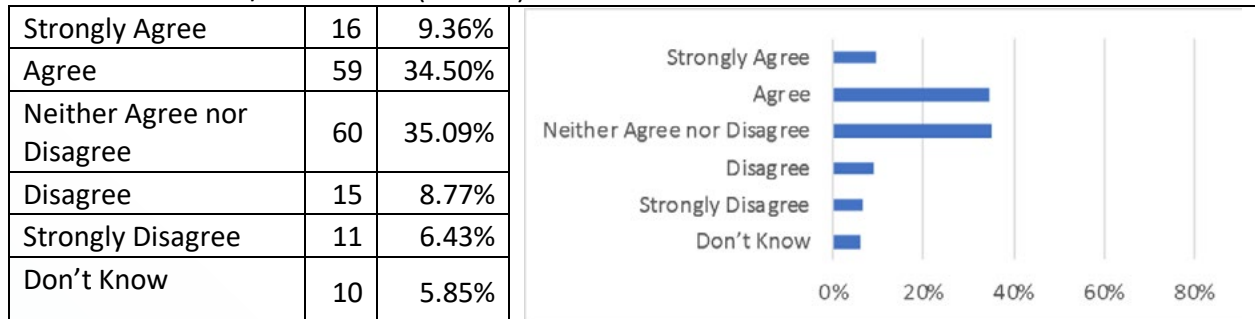 Strongly Agree 16 9.36%
Agree 59 34.50%
Neither Agree nor
Disagree 60 35.09%
Disagree 15 8.77%
Strongly Disagree 11 6.43%
Don’t Know 10 5.85%
Strongly Agree
Agree
Neither Agree nor Disagree
Disagree
Strongly Disagree
Don’t Know
0% 20% 40% 60% 80%